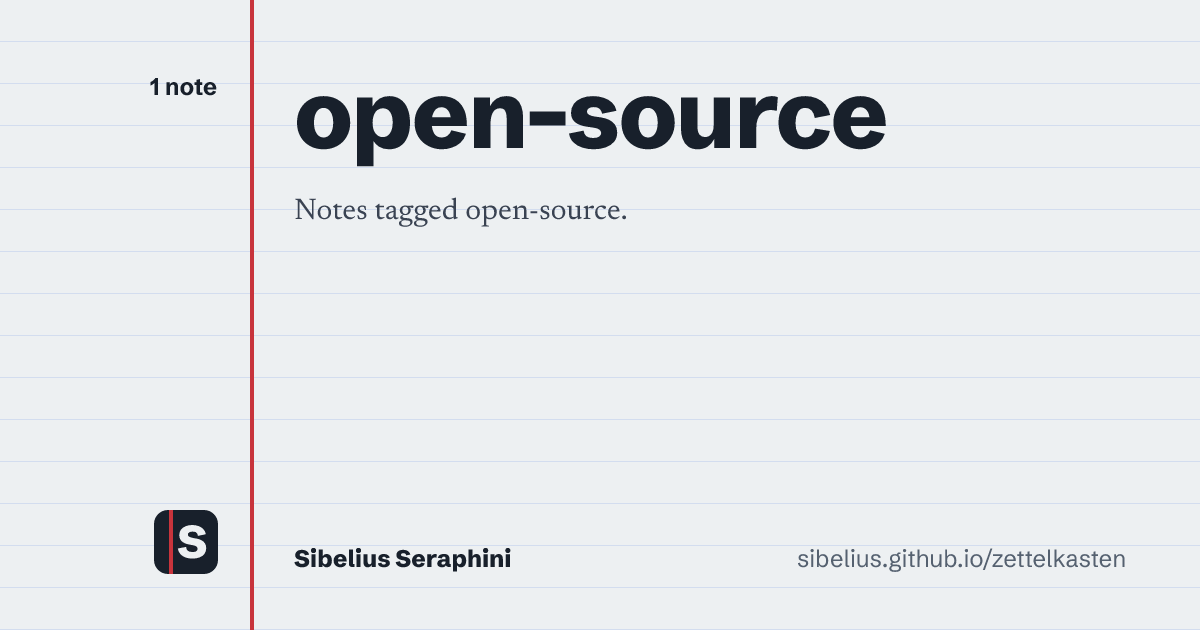 1 note
open-source
Notes tagged open-source.
S
Sibelius Seraphini
sibelius.github.io/zettelkasten